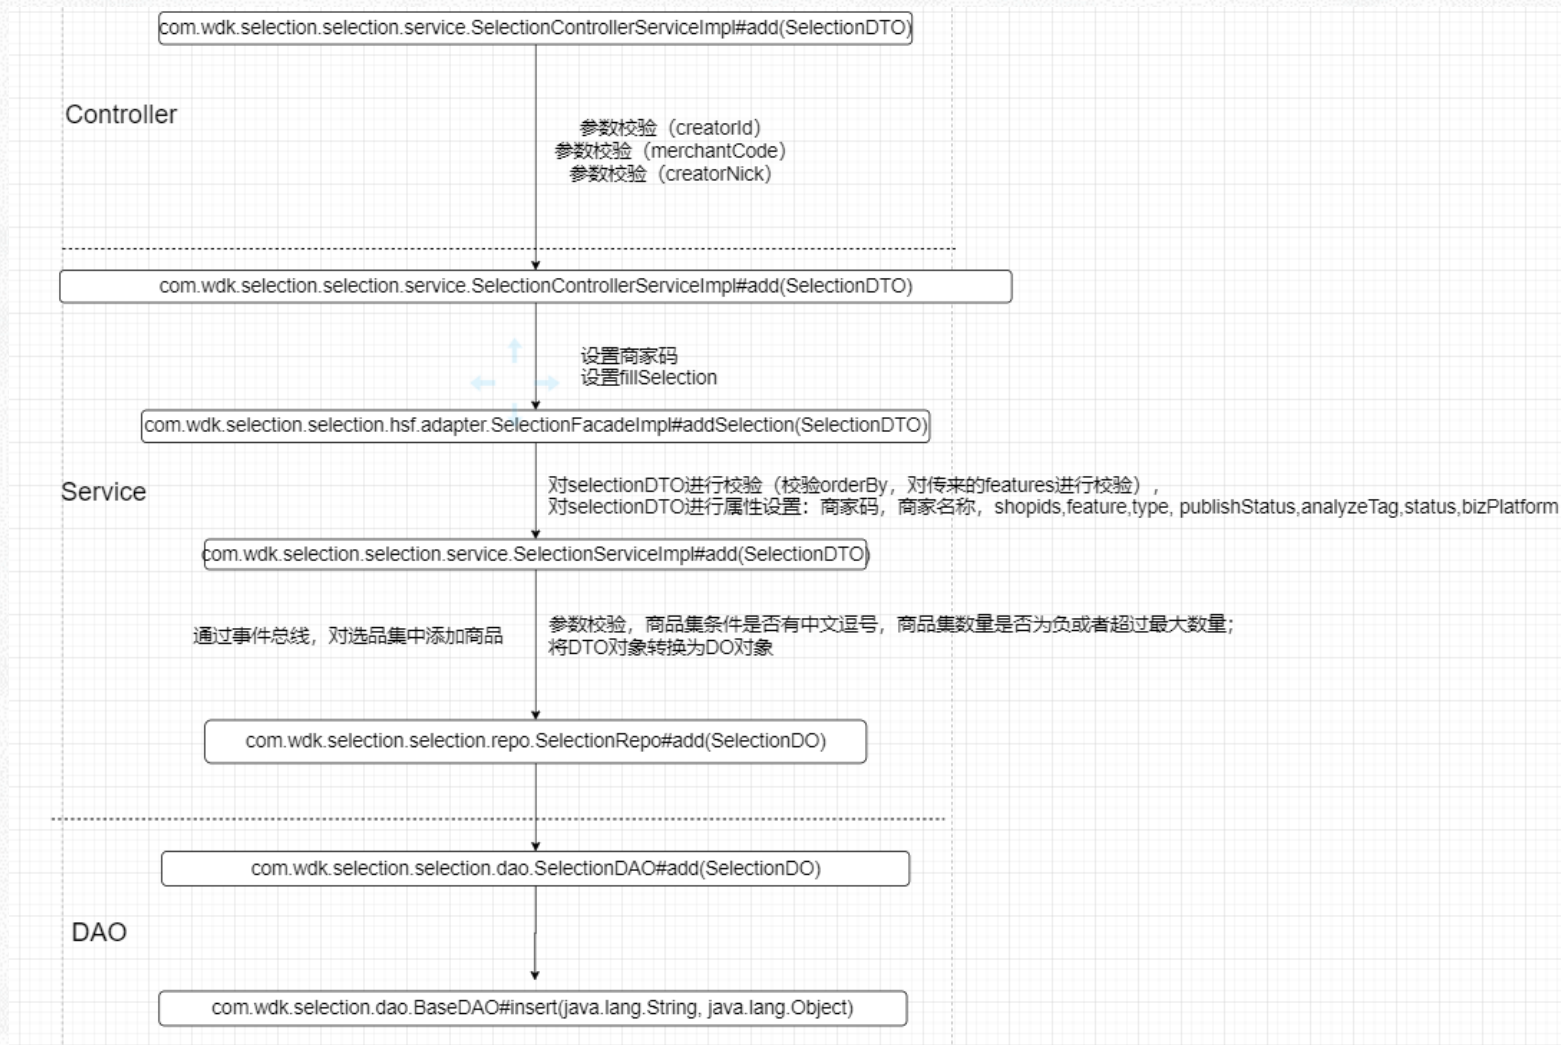 com.wdk.selection.selection.service.SelectionControllerServiceImpl#add(SelectionDTO)
Controller
参数校验（creatorId）
参数校验（merchantCode）
参数校验（creatorNick）
com.wdk.selection.selection.service.SelectionControllerServiceImpl#add(SelectionDTO)
设置商家码
设置fillSelection
com.wdk.selection.selection.hsf.adapter.SelectionFacadeImpl#addSelection(SelectionDTO)
Service
对selectionDTO进行校验（校验orderBy，对传来的features进行校验），
对selectionDTO进行属性设置：商家码，商家名称，shopids,feature,type, publishStatus,analyzeTag,status,bizPlatform
com.wdk.selection.selection.service.SelectionServiceImpl#add(SelectionDTO)
通过事件总线，对选品集中添加商品
参数校验，商品集条件是否有中文逗号，商品集数量是否为负或者超过最大数量；
将DTO对象转换为DO对象
com.wdk.selection.selection.repo.SelectionRepo#add(SelectionDO)
com.wdk.selection.selection.dao.SelectionDAO#add(SelectionDO)
DAO
com.wdk.selection.dao.BaseDAO#insert(java.lang.String, java.lang.Object)